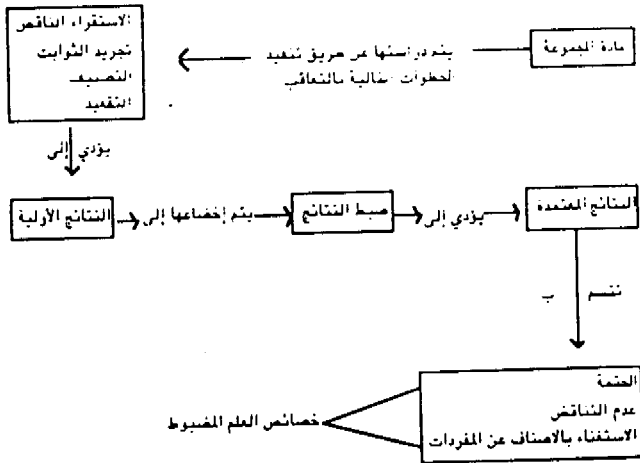 مادة المجموعة
يتم دراستها عن طريق تنفيذ
الخطوات التالية بالتعاقب
الاستقراء الناقص
تجريد الثوابت
التصنيف
التقعيد
يؤدي إلى
النتائج الأولية
يتم إخضاعها إلى
ضبط النتائج
يؤدي إلى
النتائج المعتمدة
تتسم ب
الحتمية
عدم التناقض
الاستغناء بالاصناف عن المفردات
خصائص العلم المضبوط